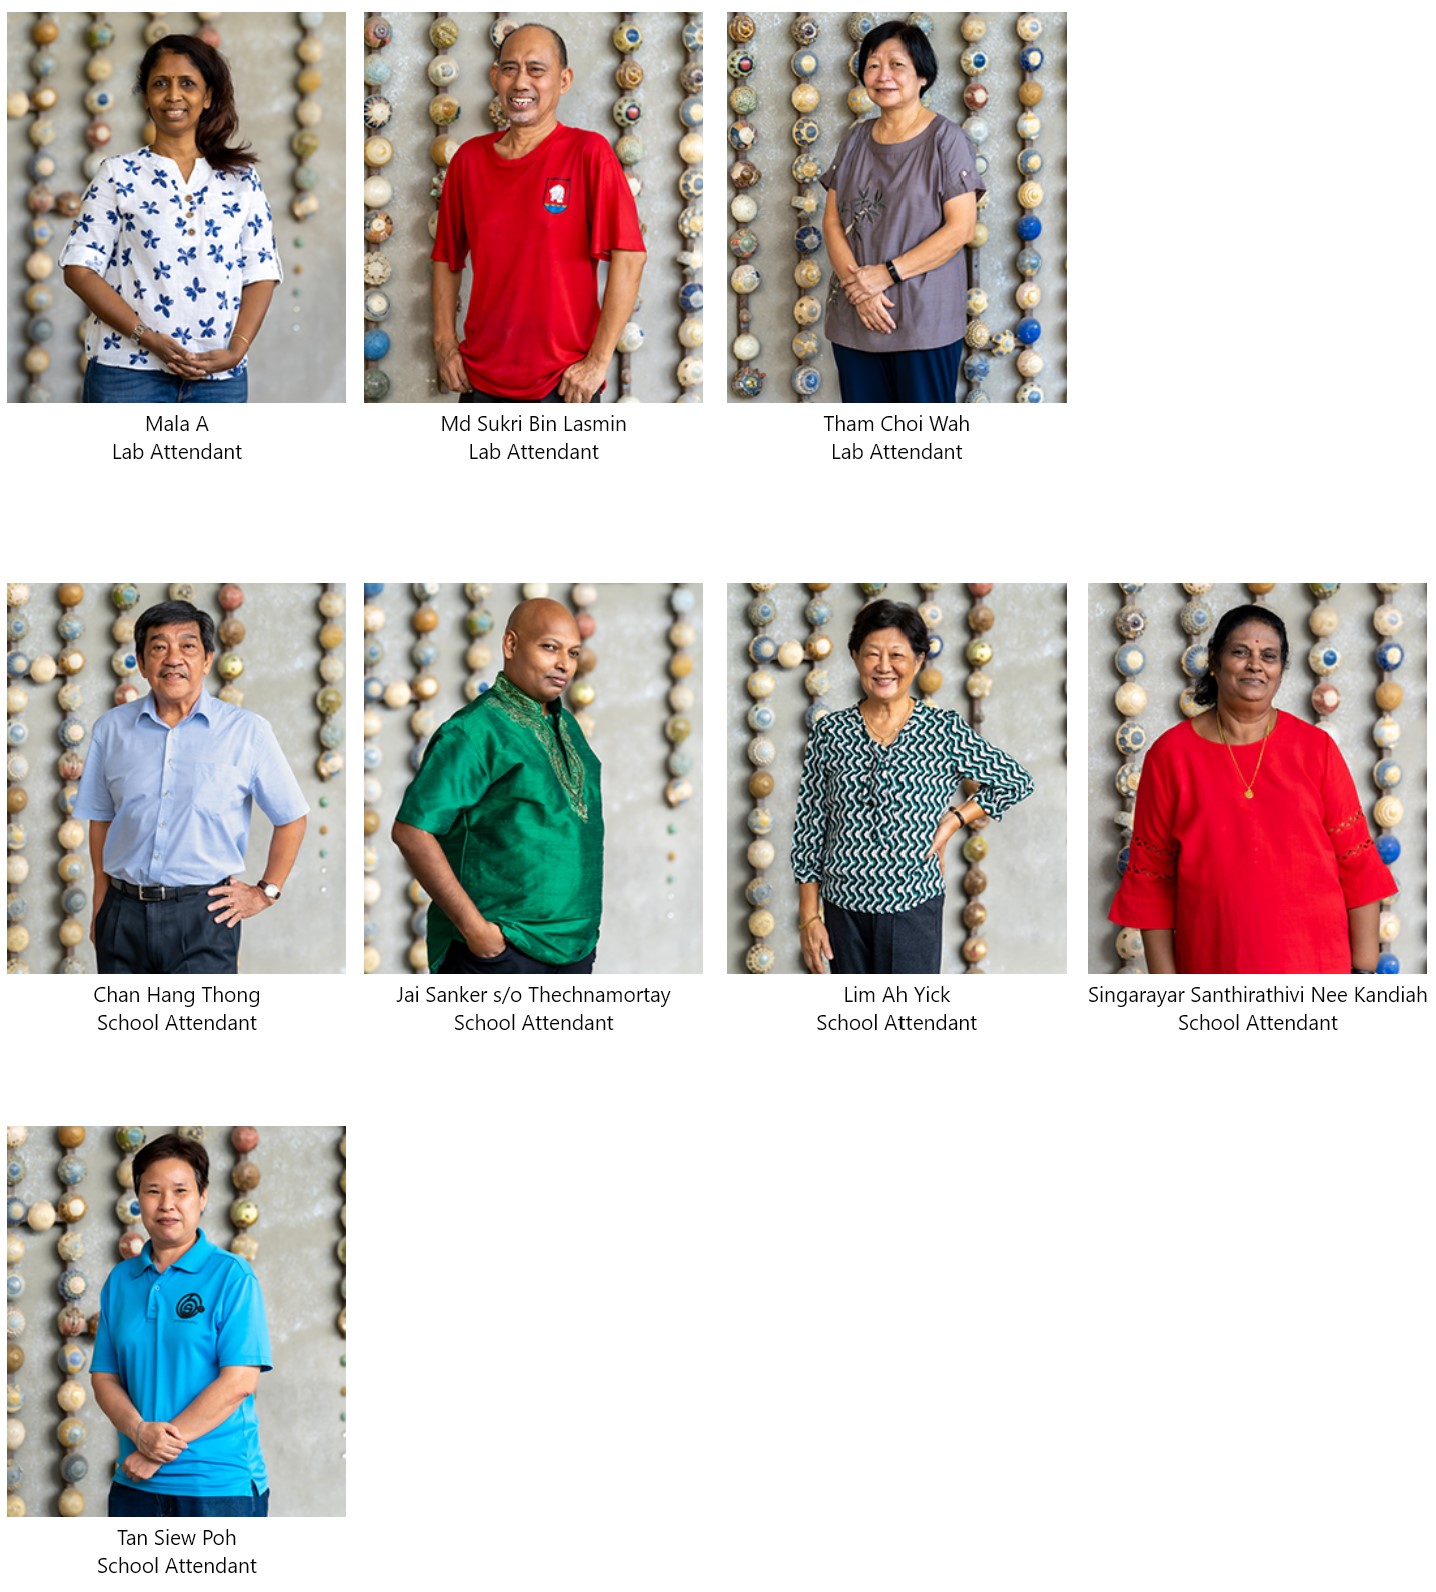 Mala A
Lab Attendant
Md Sukri Bin Lasmin
Lab Attendant
Tham Choi Wah
Lab Attendant
Chan Hang Thong
School Attendant
Jai Sanker s/o Thechnamortay
School Attendant
Lim Ah Yick
School Attendant
Singarayar Santhirathivi Nee Kandiah
School Attendant
Tan Siew Poh
School Attendant